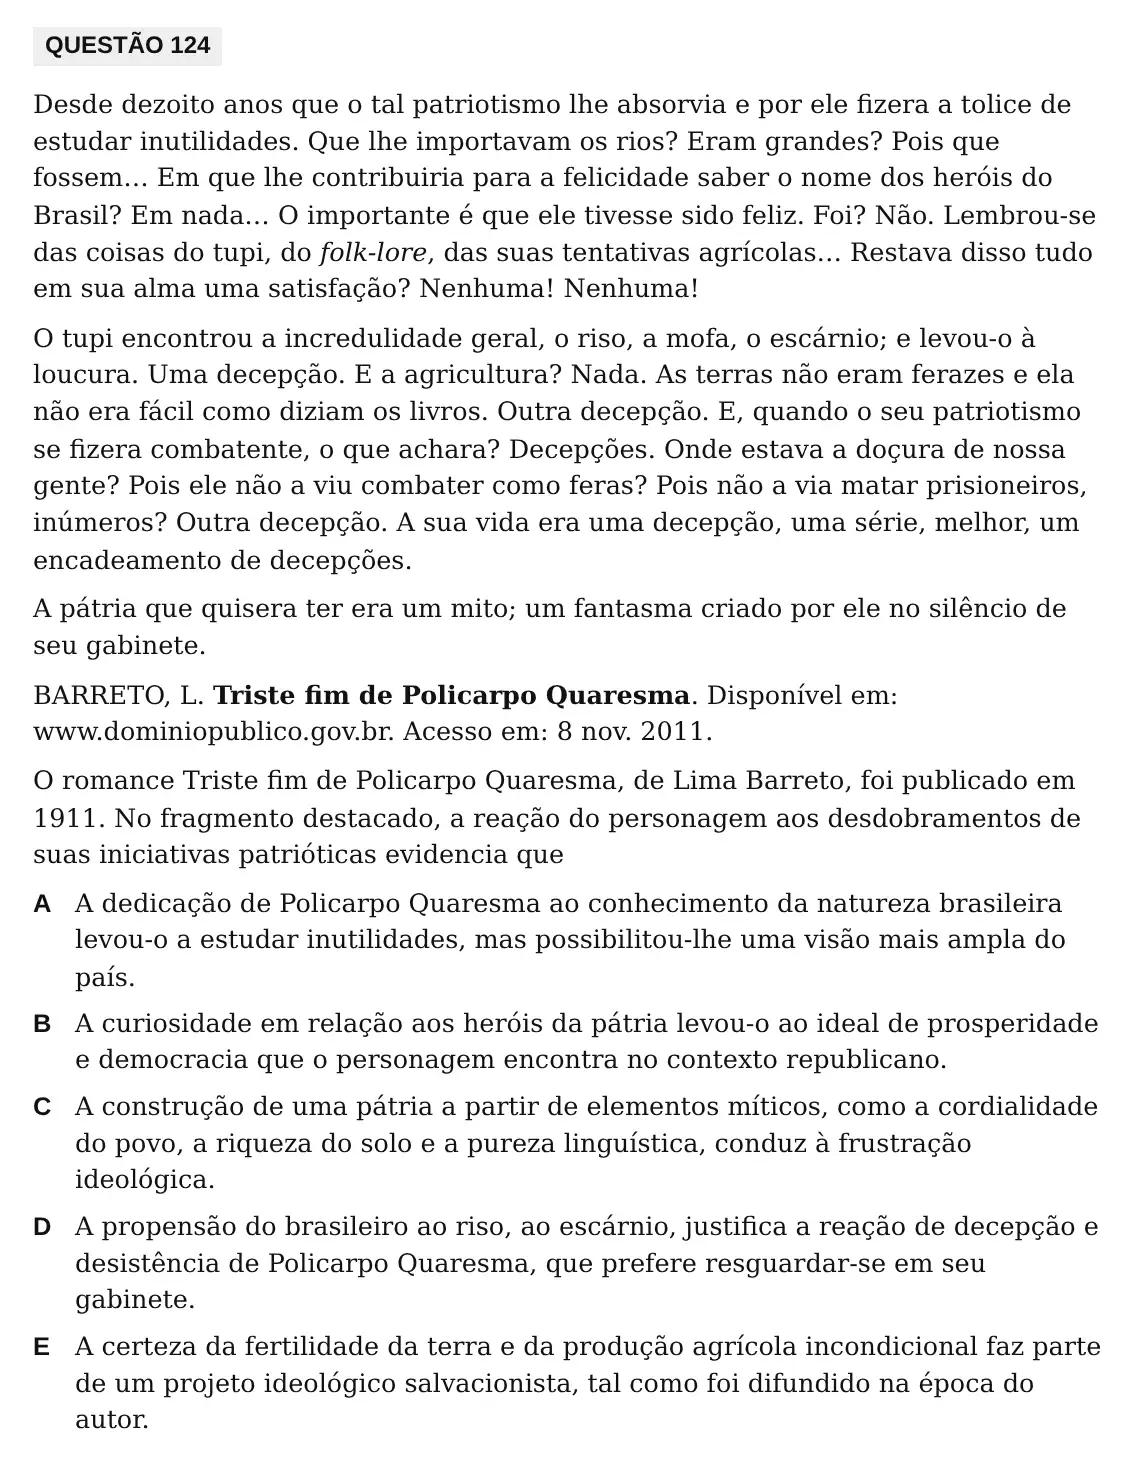 QUESTÃO 124
Desde dezoito anos que o tal patriotismo lhe absorvia e por ele fizera a tolice de
estudar inutilidades. Que lhe importavam os rios? Eram grandes? Pois que
fossem... Em que lhe contribuiria para a felicidade saber o nome dos heróis do
Brasil? Em nada... O importante é que ele tivesse sido feliz. Foi? Não. Lembrou-se
das coisas do tupi, do folk-lore, das suas tentativas agrícolas... Restava disso tudo
em sua alma uma satisfação? Nenhuma! Nenhuma!
O tupi encontrou a incredulidade geral, o riso, a mofa, o escárnio; e levou-o à
loucura. Uma decepção. E a agricultura? Nada. As terras não eram ferazes e ela
não era fácil como diziam os livros. Outra decepção. E, quando o seu patriotismo
se fizera combatente, o que achara? Decepções. Onde estava a doçura de nossa
gente? Pois ele não a viu combater como feras? Pois não a via matar prisioneiros,
inúmeros? Outra decepção. A sua vida era uma decepção, uma série, melhor, um
encadeamento de decepções.
A pátria que quisera ter era um mito; um fantasma criado por ele no silêncio de
seu gabinete.
BARRETO, L. Triste fim de Policarpo Quaresma. Disponível em:
www.dominiopublico.gov.br. Acesso em: 8 nov. 2011.
O romance Triste fim de Policarpo Quaresma, de Lima Barreto, foi publicado em
1911. No fragmento destacado, a reação do personagem aos desdobramentos de
suas iniciativas patrióticas evidencia que
A A dedicação de Policarpo Quaresma ao conhecimento da natureza brasileira
levou-o a estudar inutilidades, mas possibilitou-lhe uma visão mais ampla do
país.
B A curiosidade em relação aos heróis da pátria levou-o ao ideal de prosperidade
e democracia que o personagem encontra no contexto republicano.
C A construção de uma pátria a partir de elementos míticos, como a cordialidade
do povo, a riqueza do solo e a pureza linguística, conduz à frustração
ideológica.
D A propensão do brasileiro ao riso, ao escárnio, justifica a reação de decepção e
desistência de Policarpo Quaresma, que prefere resguardar-se em seu
gabinete.
E A certeza da fertilidade da terra e da produção agrícola incondicional faz parte
de um projeto ideológico salvacionista, tal como foi difundido na época do
autor.